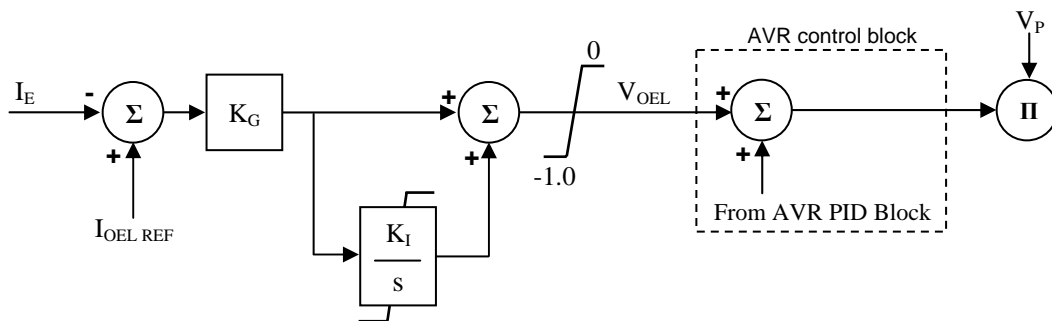 AVR control block
V_P
I_E
-
Σ
+
K_G
+
Σ
+
0
-1.0
V_OEL
+
Σ
+
Π
I_OEL REF
K_I
s
From AVR PID Block